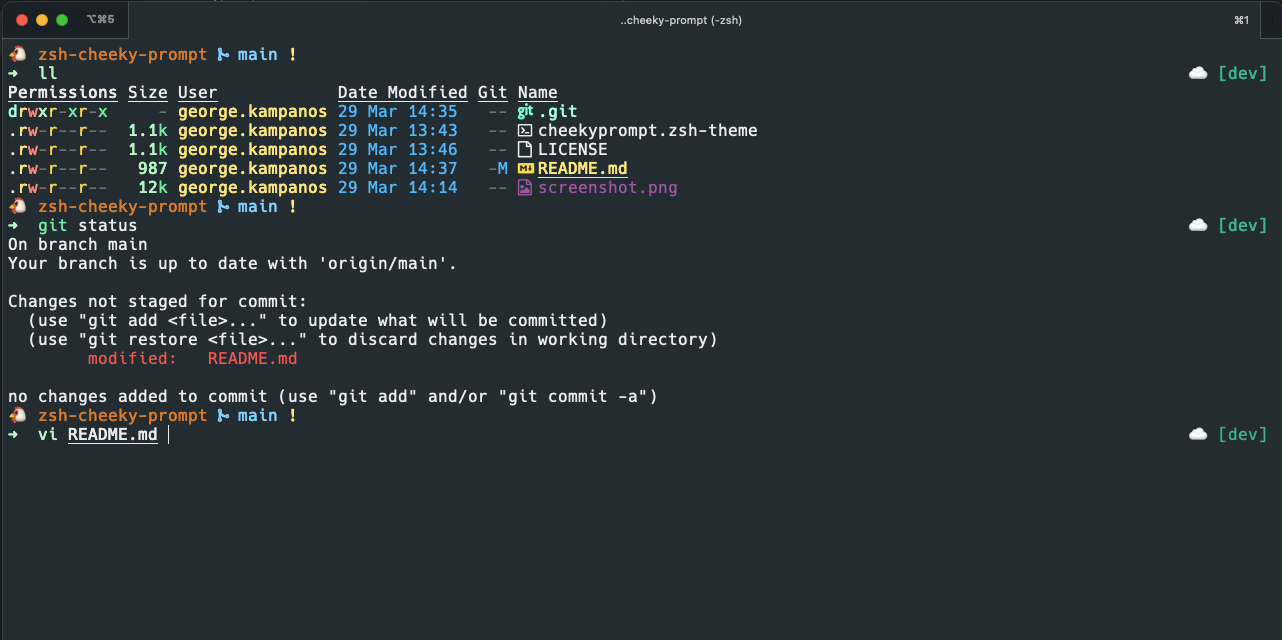 ⌥⌘5 ..cheeky-prompt (-zsh) ⌘1
zsh-cheeky-prompt main !
➜ ll [dev]
Permissions Size User Date Modified Git Name
drwxr-xr-x - george.kampanos 29 Mar 14:35 -- git .git
.rw-r--r-- 1.1k george.kampanos 29 Mar 13:43 -- cheekyprompt.zsh-theme
.rw-r--r-- 1.1k george.kampanos 29 Mar 13:46 -- LICENSE
.rw-r--r-- 987 george.kampanos 29 Mar 14:37 -M README.md
.rw-r--r-- 12k george.kampanos 29 Mar 14:14 -- screenshot.png
zsh-cheeky-prompt main !
➜ git status [dev]
On branch main
Your branch is up to date with 'origin/main'.
Changes not staged for commit:
(use "git add <file>..." to update what will be committed)
(use "git restore <file>..." to discard changes in working directory)
modified: README.md
no changes added to commit (use "git add" and/or "git commit -a")
zsh-cheeky-prompt main !
➜ vi README.md [dev]